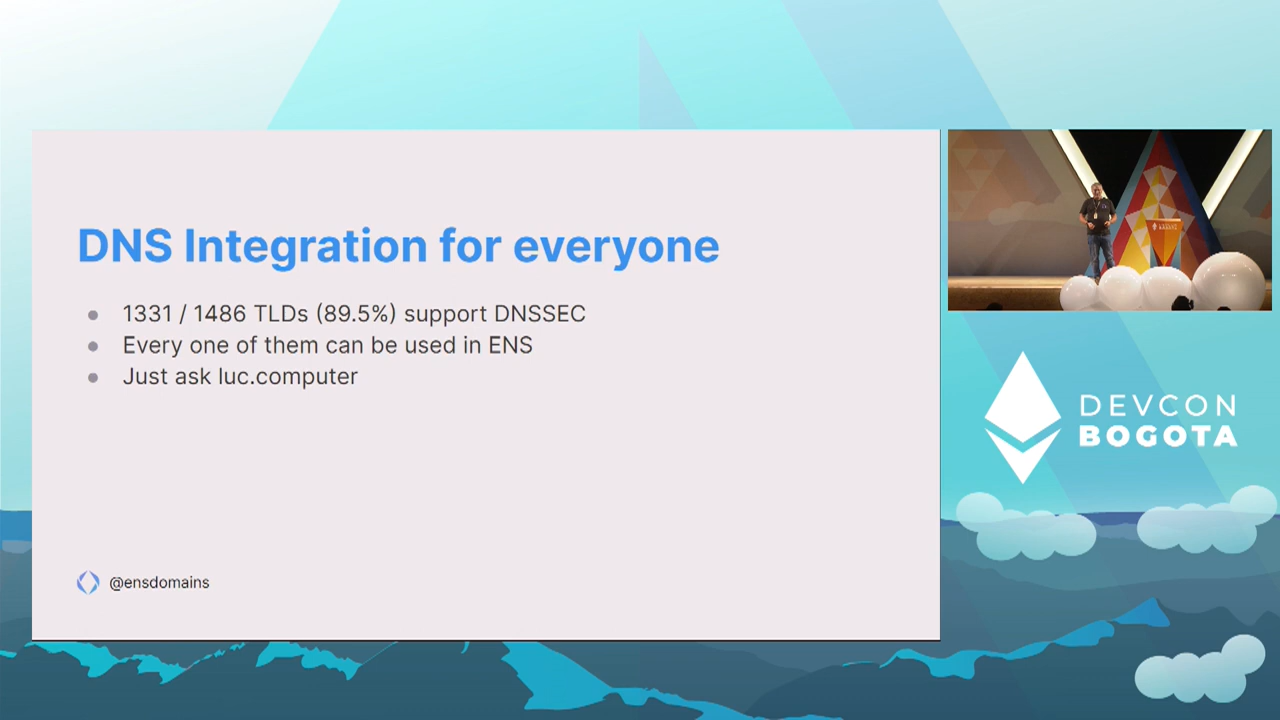 DNS Integration for everyone
1331 / 1486 TLDs (89.5%) support DNSSEC
Every one of them can be used in ENS
Just ask luc.computer
@ensdomains
DEVCON
BOGOTA